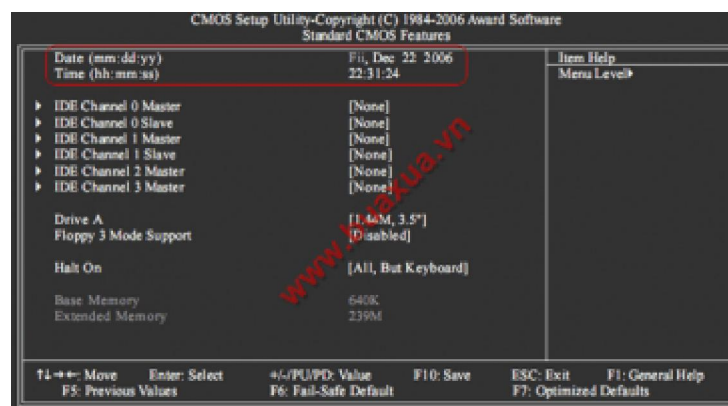 CMOS Setup Utility-Copyright (C) 1984-2006 Award Software
Standard CMOS Features
Date (mm:dd:yy) Fii, Dec 22 2006
Time (hh:mm:ss) 22:31:24
Item Help
Menu Level
IDE Channel 0 Master [None]
IDE Channel 0 Slave [None]
IDE Channel 1 Master [None]
IDE Channel 1 Slave [None]
IDE Channel 2 Master [None]
IDE Channel 3 Master [None]
Drive A [1.44M, 3.5"]
Floppy 3 Mode Support [Disabled]
Halt On [All, But Keyboard]
Base Memory 640K
Extended Memory 239M
www.buaxua.vn
↑↓→←: Move Enter: Select +/-/PU/PD: Value F10: Save ESC: Exit F1: General Help
F5: Previous Values F6: Fail-Safe Default F7: Optimized Defaults